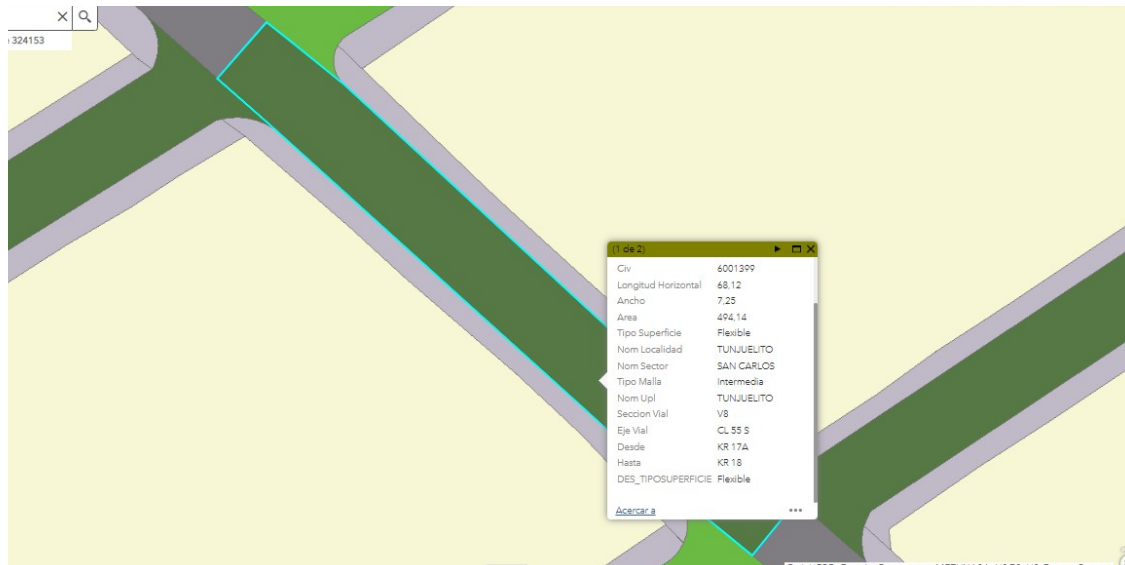 324153
(1 de 2)
Civ 6001399
Longitud Horizontal 68,12
Ancho 7,25
Area 494,14
Tipo Superficie Flexible
Nom Localidad TUNJUELITO
Nom Sector SAN CARLOS
Tipo Malla Intermedia
Nom Upl TUNJUELITO
Seccion Vial V8
Eje Vial CL 55 S
Desde KR 17A
Hasta KR 18
DES_TIPOSUPERFICIE Flexible
Acercar a